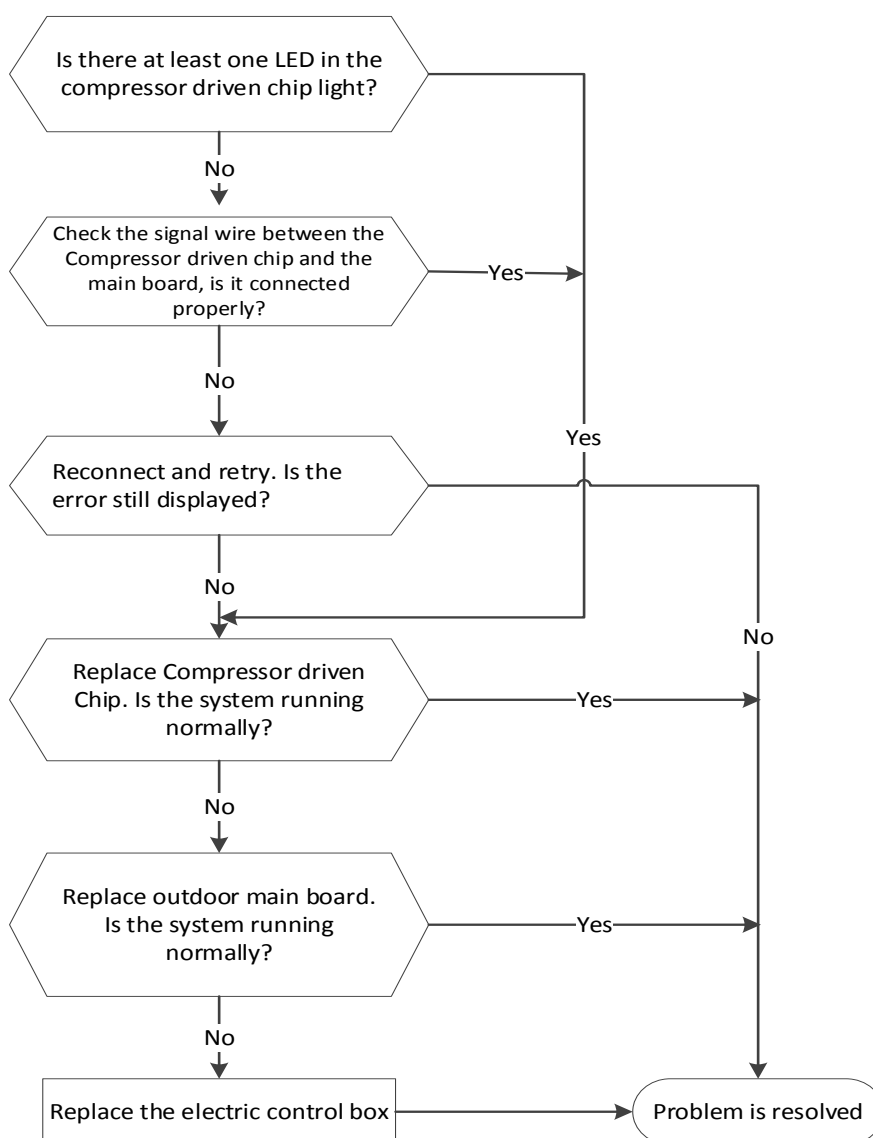 Is there at least one LED in the
compressor driven chip light?
No
Check the signal wire between the
Compressor driven chip and the
main board, is it connected
properly?
Yes
No
Yes
Reconnect and retry. Is the
error still displayed?
No
No
Replace Compressor driven
Chip. Is the system running
normally?
Yes
No
Replace outdoor main board.
Is the system running
normally?
Yes
No
Replace the electric control box
Problem is resolved